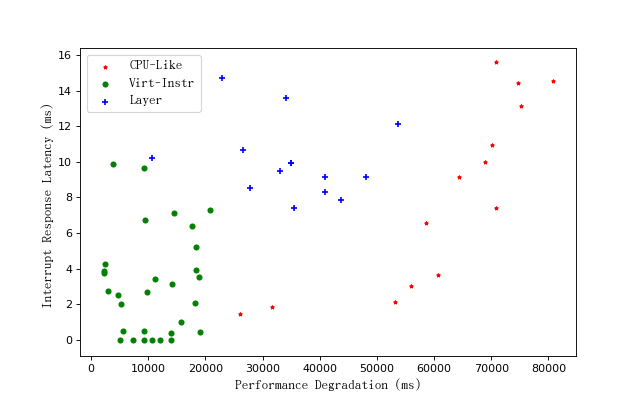 16
14
12
10
8
6
4
2
0
Interrupt Response Latency (ms)
CPU-Like
Virt-Instr
Layer
0 10000 20000 30000 40000 50000 60000 70000 80000
Performance Degradation (ms)